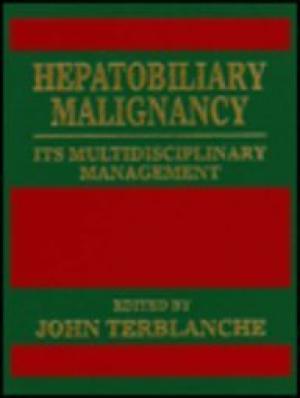 HEPATOBILIARY
MALIGNANCY
ITS MULTIDISCIPLINARY
MANAGEMENT
EDITED BY
JOHN TERBLANCHE